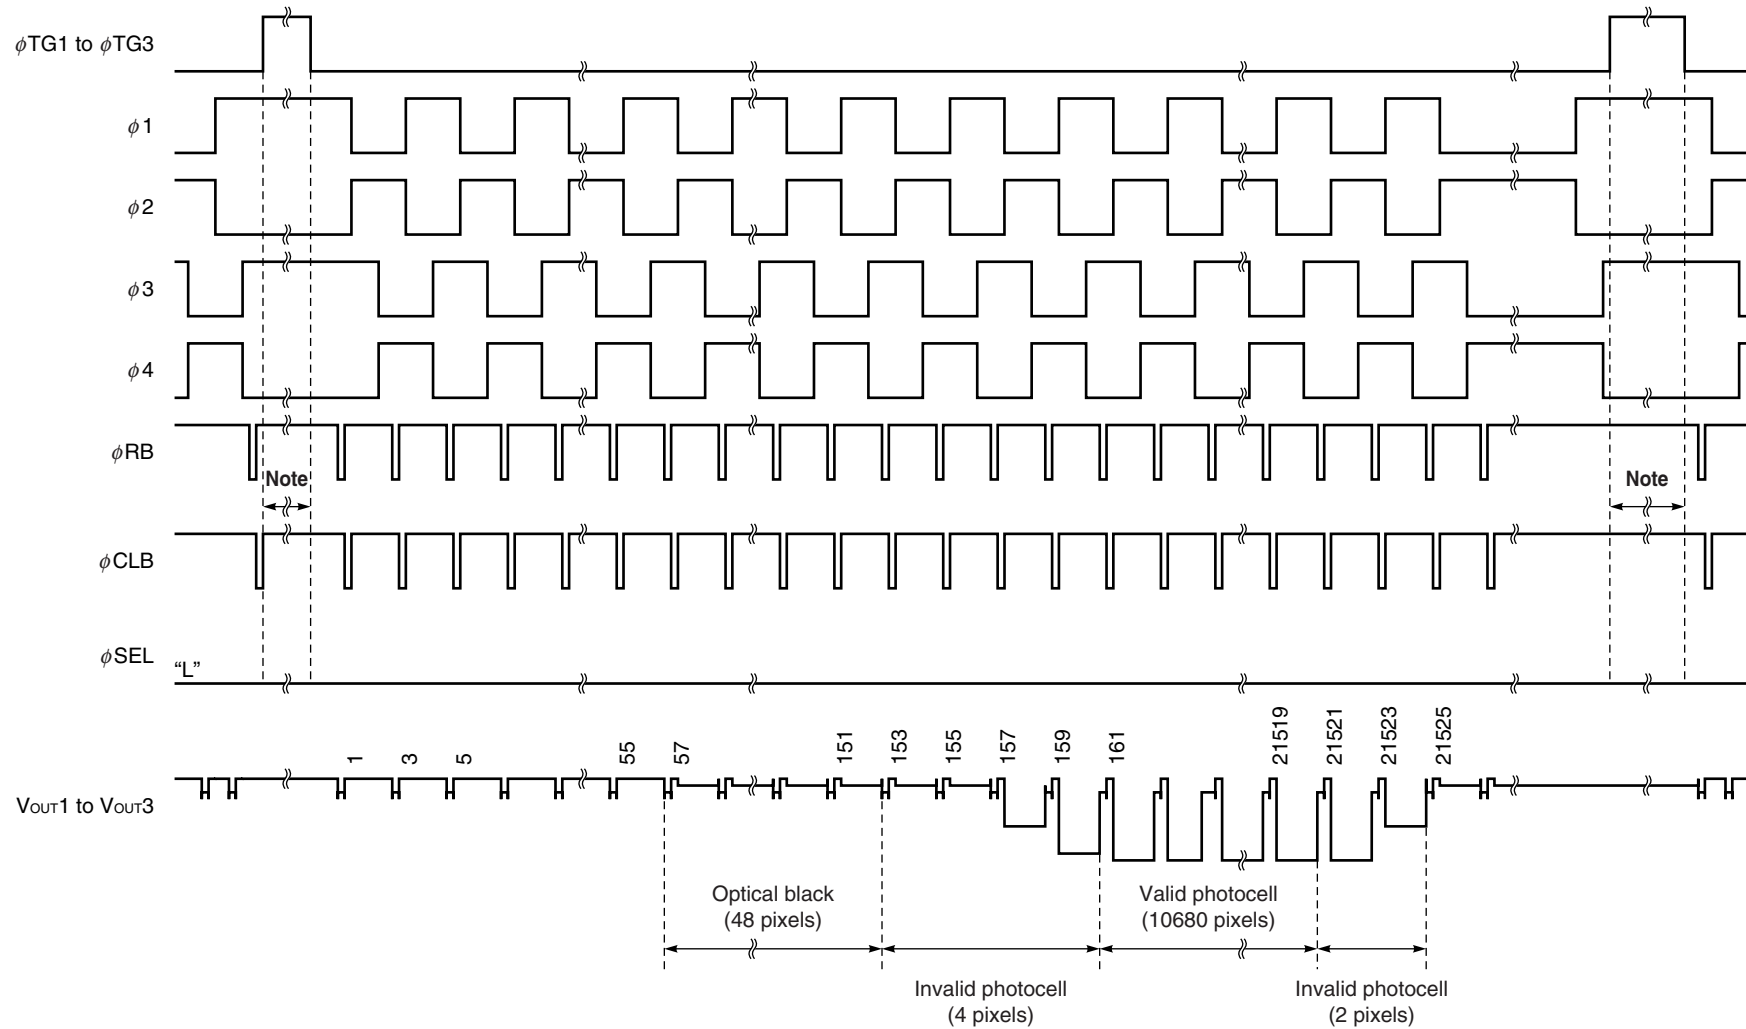 ϕTG1 to ϕTG3
ϕ1
ϕ2
ϕ3
ϕ4
ϕRB
Note
Note
ϕCLB
ϕSEL
“L”
1
3
5
55
57
151
153
155
157
159
161
21519
21521
21523
21525
VOUT1 to VOUT3
Optical black
(48 pixels)
Valid photocell
(10680 pixels)
Invalid photocell
(4 pixels)
Invalid photocell
(2 pixels)